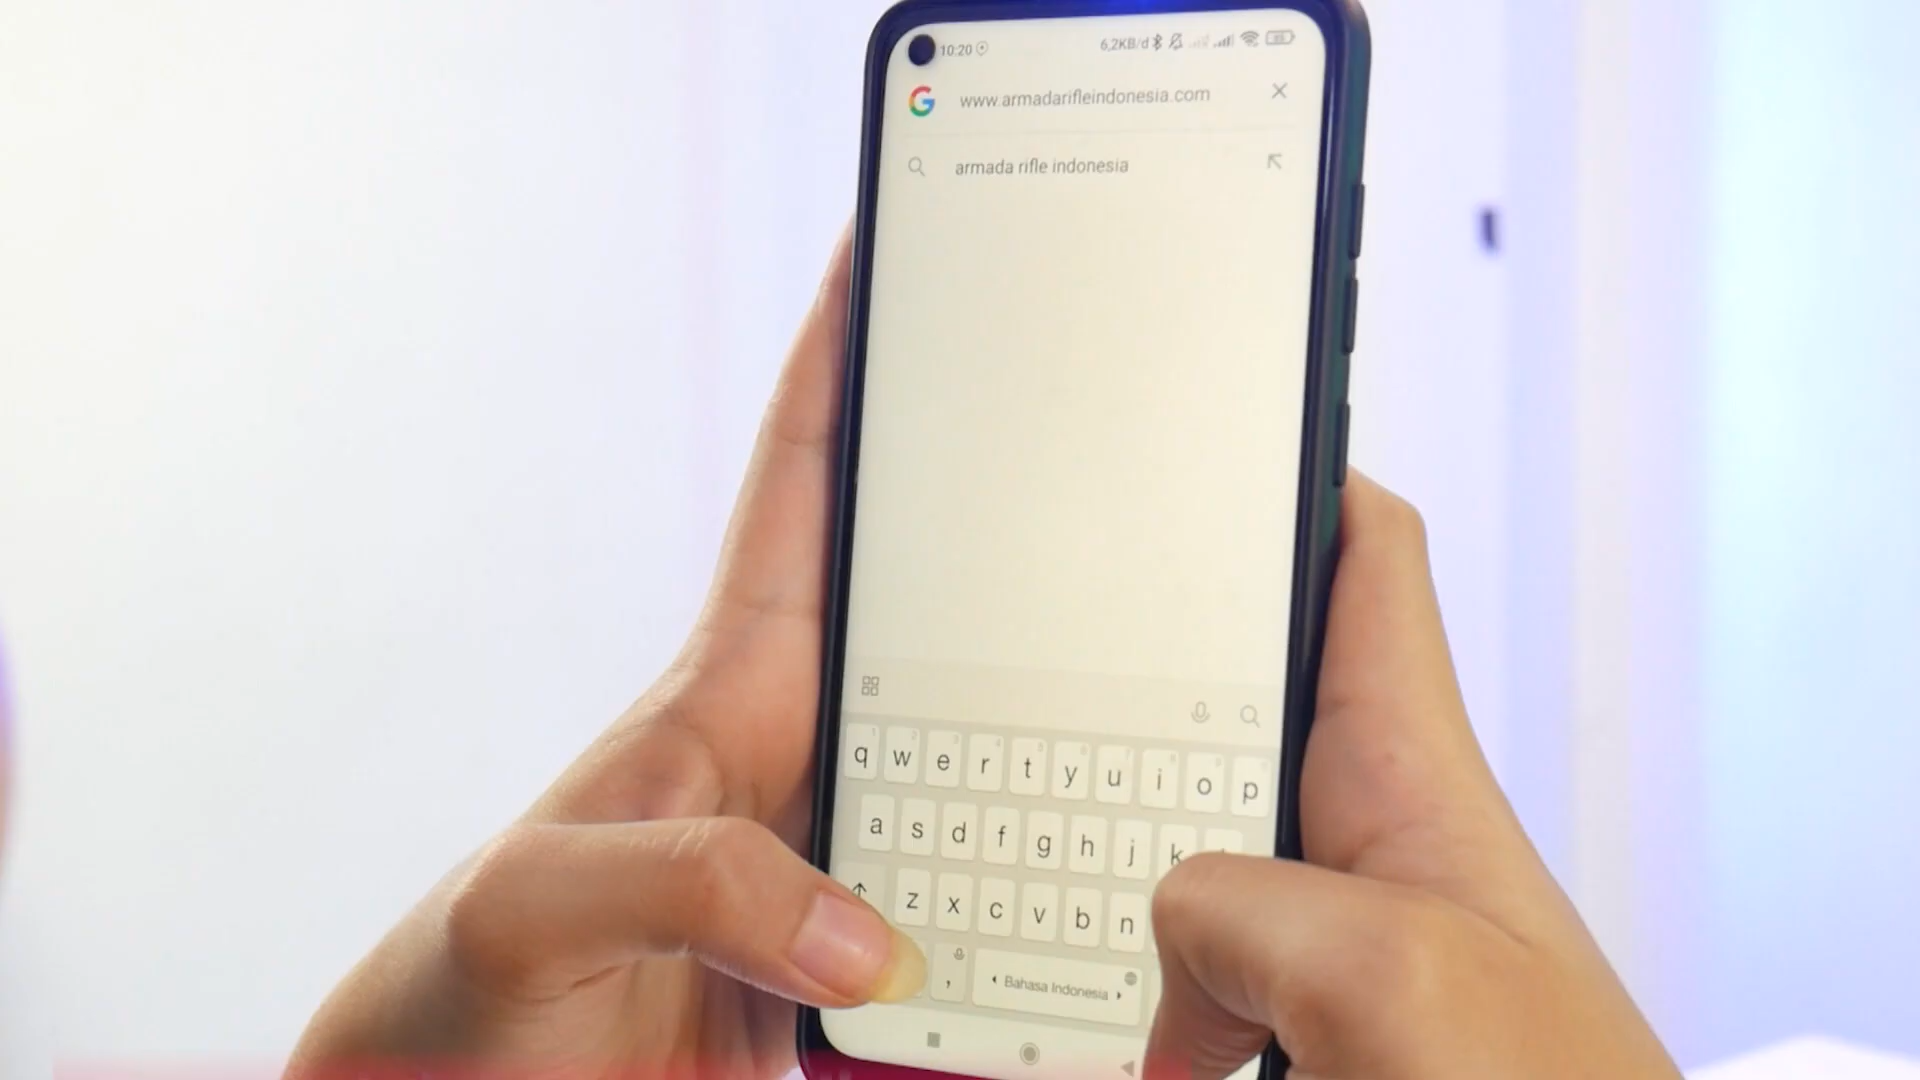 10:20
6,2KB/d
www.armadarifleindonesia.com
armada rifle indonesia
q w e r t y u i o p
a s d f g h j k
z x c v b n
, Bahasa Indonesia